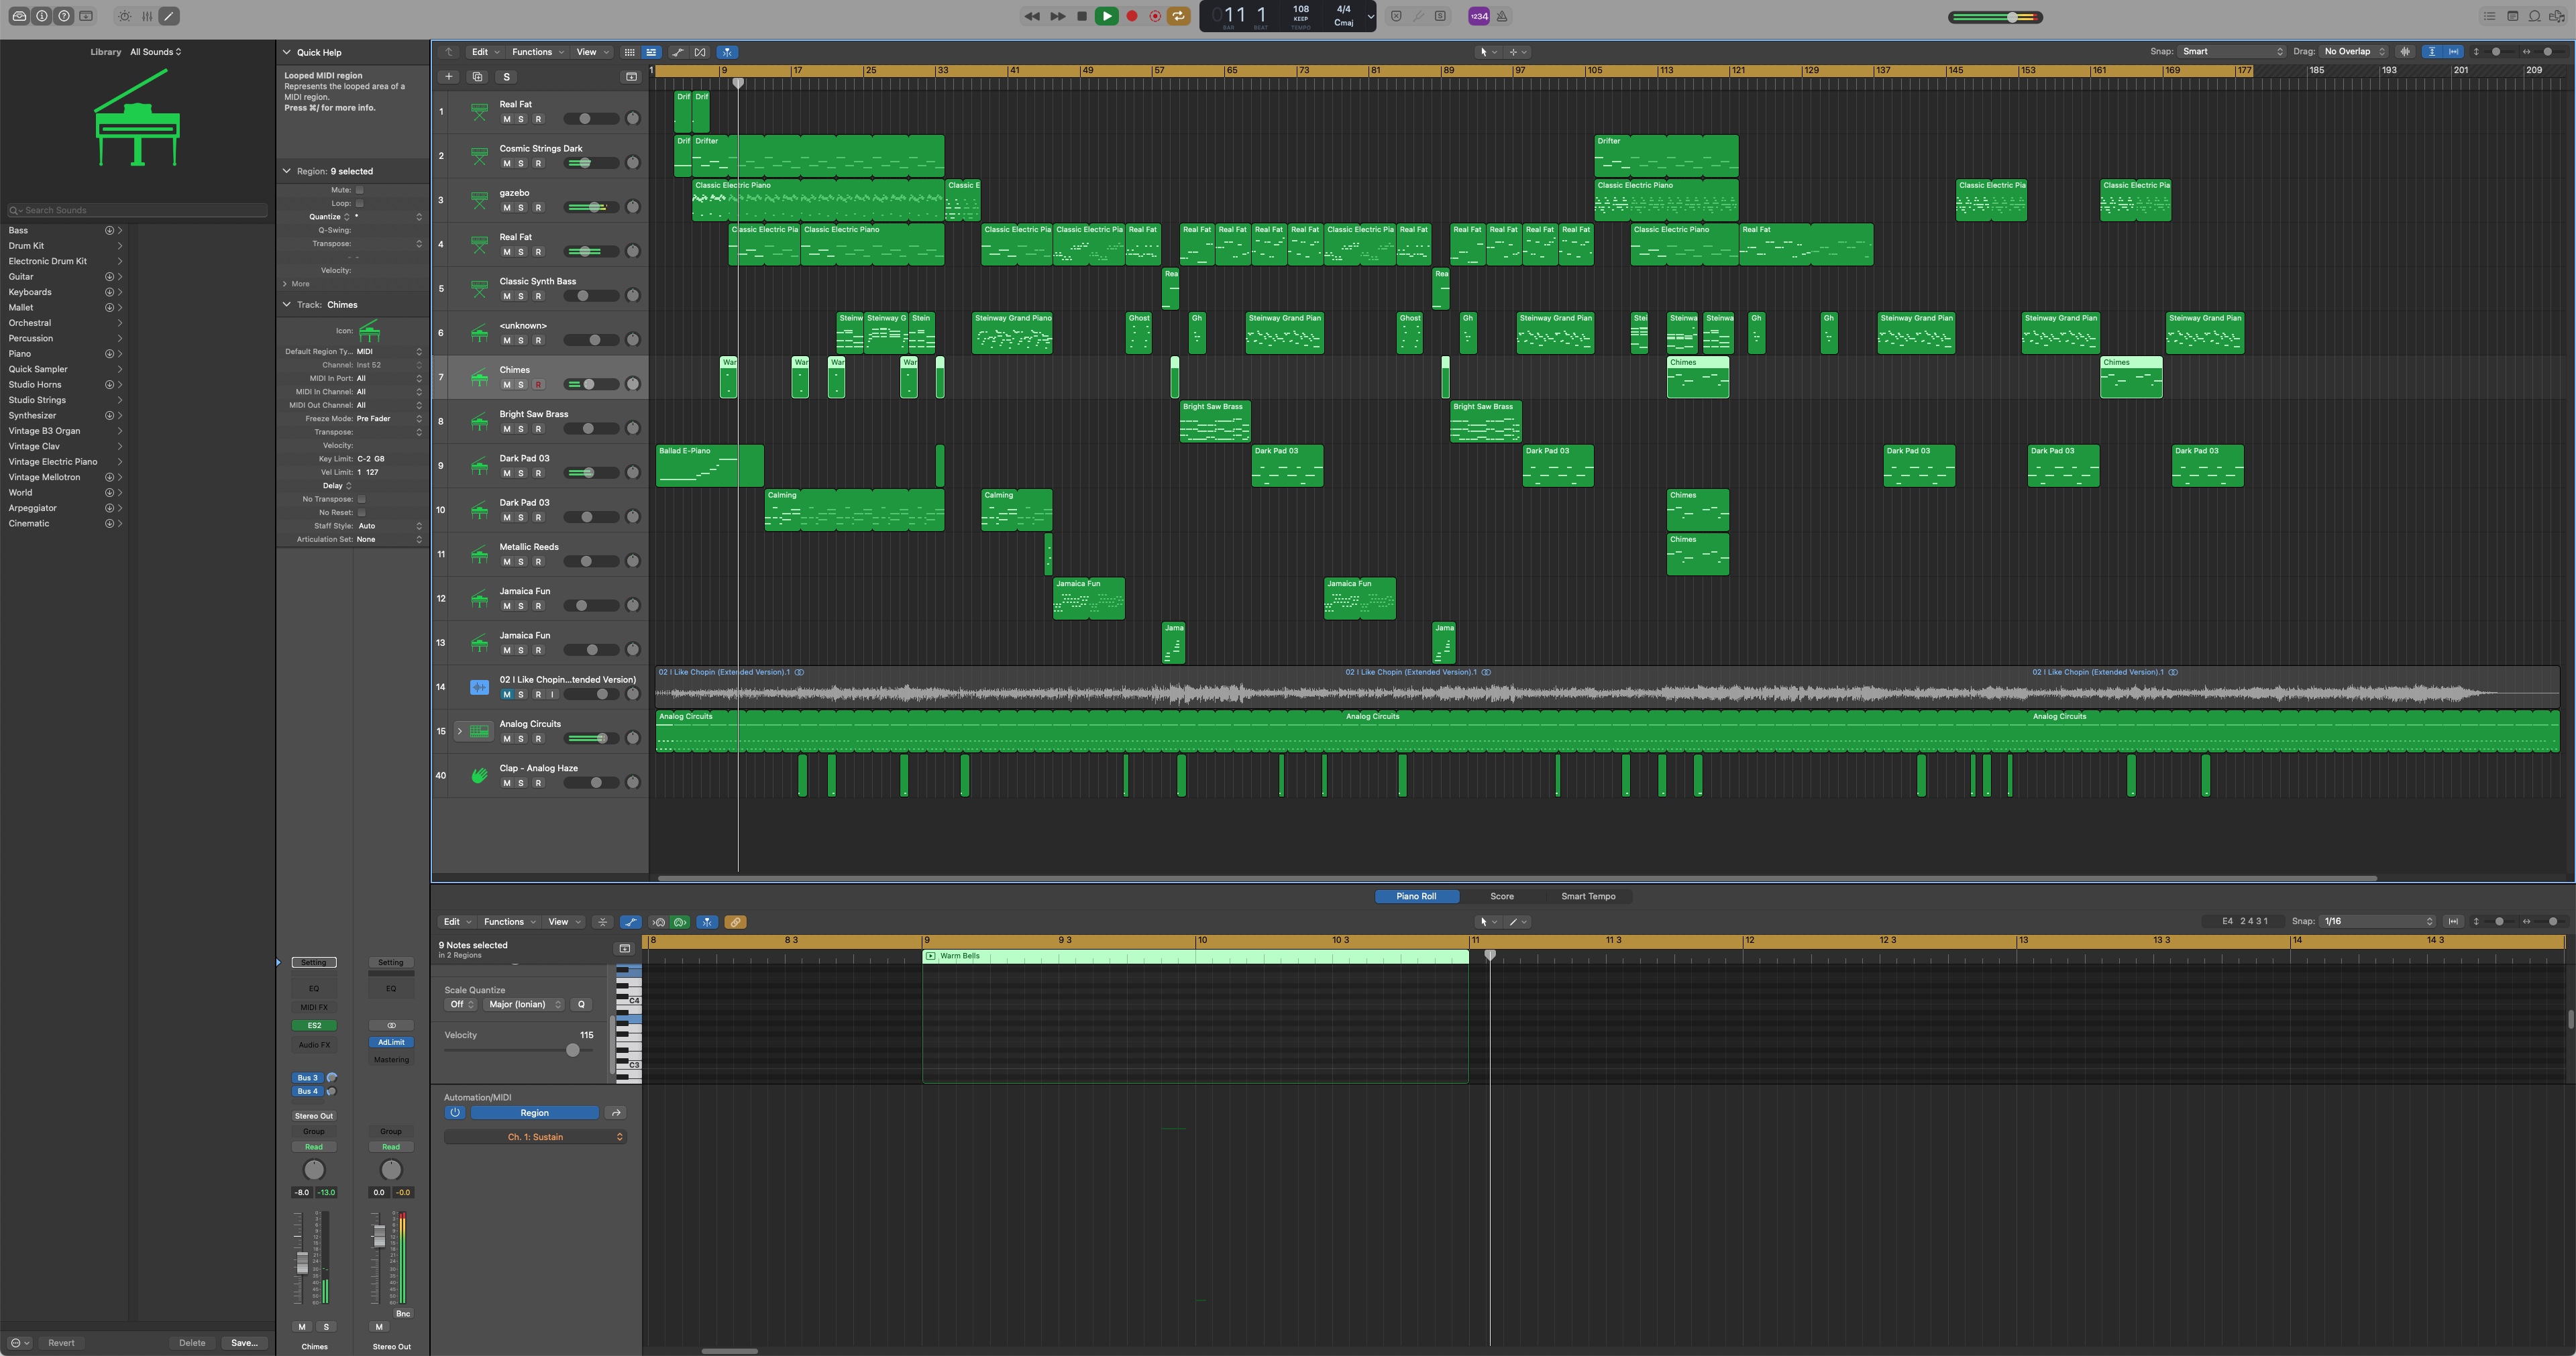 11 1
108
4/4
BAR
BEAT
KEEP
TEMPO
Cmaj
1234
Library All Sounds
Search Sounds
Bass
Drum Kit
Electronic Drum Kit
Guitar
Keyboards
Mallet
Orchestral
Percussion
Piano
Quick Sampler
Studio Horns
Studio Strings
Synthesizer
Vintage B3 Organ
Vintage Clav
Vintage Electric Piano
Vintage Mellotron
World
Arpeggiator
Cinematic
Revert
Delete
Save...
Quick Help
Looped MIDI region
Represents the looped area of a
MIDI region.
Press ⌘/ for more info.
Region: 9 selected
Mute:
Loop:
Quantize
Q-Swing:
Transpose:
Velocity:
More
Track: Chimes
Icon:
Default Region Ty... MIDI
Channel: Inst 52
MIDI In Port: All
MIDI In Channel: All
MIDI Out Channel: All
Freeze Mode: Pre Fader
Transpose:
Velocity:
Key Limit: C-2 G8
Vel Limit: 1 127
Delay
No Transpose:
No Reset:
Staff Style: Auto
Articulation Set: None
Setting Setting
EQ EQ
MIDI FX
ES2
Audio FX AdLimit
Mastering
Bus 3
Bus 4
Stereo Out
Group Group
Read Read
-8.0 -13.0 0.0 -0.0
Bnc
M S M
Chimes Stereo Out
Edit Functions View
Snap: Smart Drag: No Overlap
1 9 17 25 33 41 49 57 65 73 81 89 97 105 113 121 129 137 145 153 161 169 177 185 193 201 209
1 Real Fat
M S R
Drif Drif
2 Cosmic Strings Dark
M S R
Drif Drifter Drifter
3 gazebo
M S R
Classic Electric Piano Classic E Classic Electric Piano Classic Electric Pia Classic Electric Pia
4 Real Fat
M S R
Classic Electric Pia Classic Electric Piano Classic Electric Pia Classic Electric Pia Real Fat Real Fat Real Fat Real Fat Real Fat Classic Electric Pia Real Fat Real Fat Real Fat Real Fat Real Fat Classic Electric Piano Real Fat
5 Classic Synth Bass
M S R
Rea Rea
6 <unknown>
M S R
Steinw Steinway G Stein Steinway Grand Piano Ghost Gh Steinway Grand Pian Ghost Gh Steinway Grand Pian Stei Steinwa Steinwa Gh Gh Steinway Grand Pian Steinway Grand Pian Steinway Grand Pian
7 Chimes
M S R
War War War War Chimes Chimes
8 Bright Saw Brass
M S R
Bright Saw Brass Bright Saw Brass
9 Dark Pad 03
M S R
Ballad E-Piano Dark Pad 03 Dark Pad 03 Dark Pad 03 Dark Pad 03 Dark Pad 03
10 Dark Pad 03
M S R
Calming Calming Chimes
11 Metallic Reeds
M S R
Chimes
12 Jamaica Fun
M S R
Jamaica Fun Jamaica Fun
13 Jamaica Fun
M S R
Jama Jama
14 02 I Like Chopin...tended Version)
M S R I
02 I Like Chopin (Extended Version).1 02 I Like Chopin (Extended Version).1 02 I Like Chopin (Extended Version).1
15 Analog Circuits
M S R
Analog Circuits Analog Circuits Analog Circuits
40 Clap - Analog Haze
M S R
Piano Roll Score Smart Tempo
Edit Functions View
E4 2 4 3 1 Snap: 1/16
9 Notes selected
in 2 Regions
8 8 3 9 9 3 10 10 3 11 11 3 12 12 3 13 13 3 14 14 3
Warm Bells
Scale Quantize
Off Major (Ionian) Q
C4
Velocity 115
C3
Automation/MIDI
Region
Ch. 1: Sustain